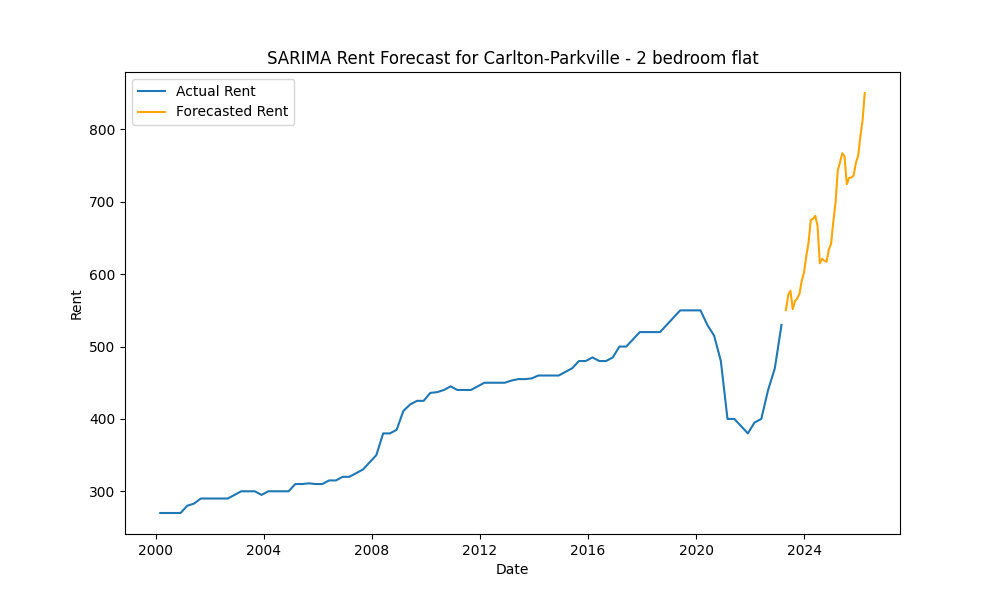 SARIMA Rent Forecast for Carlton-Parkville - 2 bedroom flat
Actual Rent
Forecasted Rent
800
700
600
500
400
300
Rent
2000 2004 2008 2012 2016 2020 2024
Date